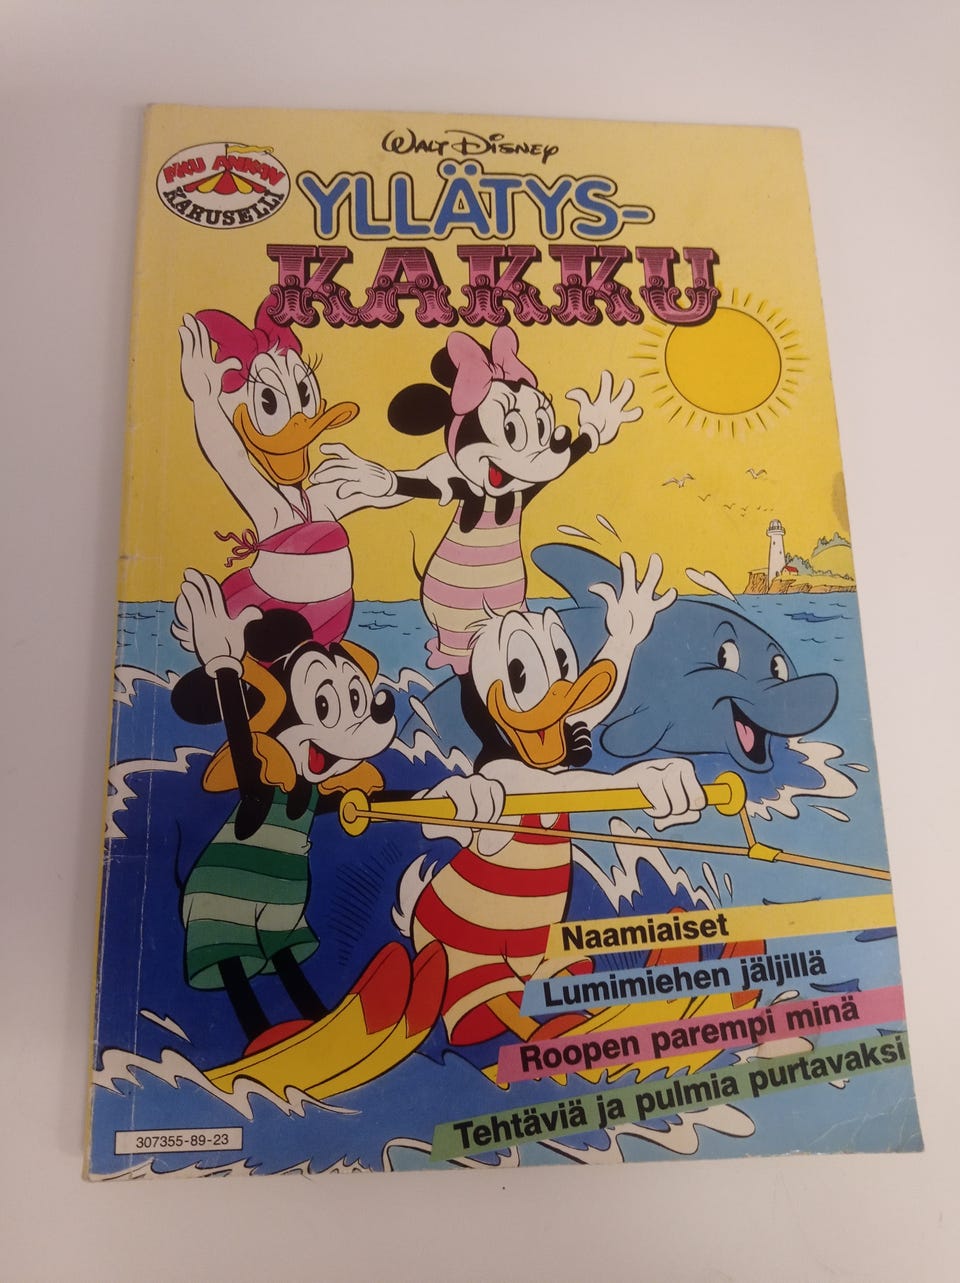 WALT DISNEY
AKU ANKAN
KARUSELLI
YLLÄTYS-
KAKKU
Naamiaiset
Lumimiehen jäljillä
Roopen parempi minä
Tehtäviä ja pulmia purtavaksi
307355-89-23